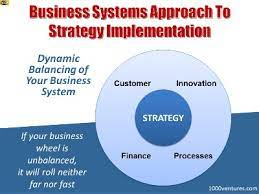 Business Systems Approach To
Strategy Implementation
Dynamic
Balancing of
Your Business
System
Customer
Innovation
STRATEGY
Finance
Processes
If your business
wheel is
unbalanced,
it will roll neither
far nor fast
1000ventures.com